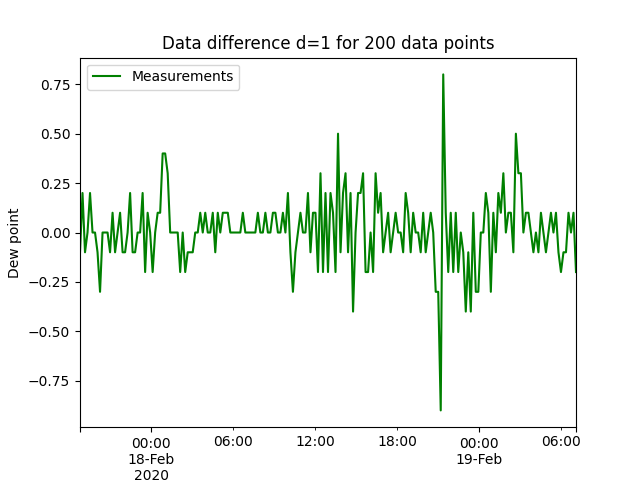 Data difference d=1 for 200 data points
Measurements
Dew point
0.75
0.50
0.25
0.00
−0.25
−0.50
−0.75
00:00 06:00 12:00 18:00 00:00 06:00
18-Feb 19-Feb
2020